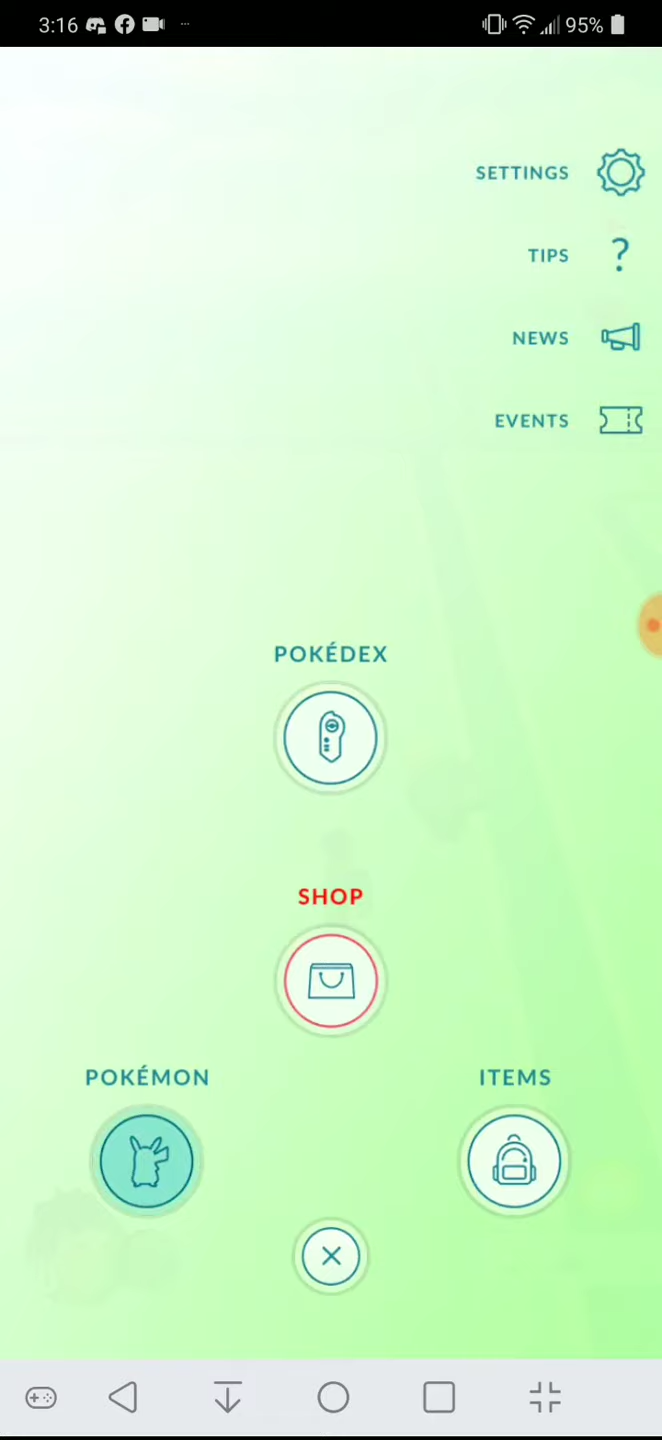 3:16
95%
SETTINGS
TIPS ?
NEWS
EVENTS
POKÉDEX
SHOP
POKÉMON
ITEMS